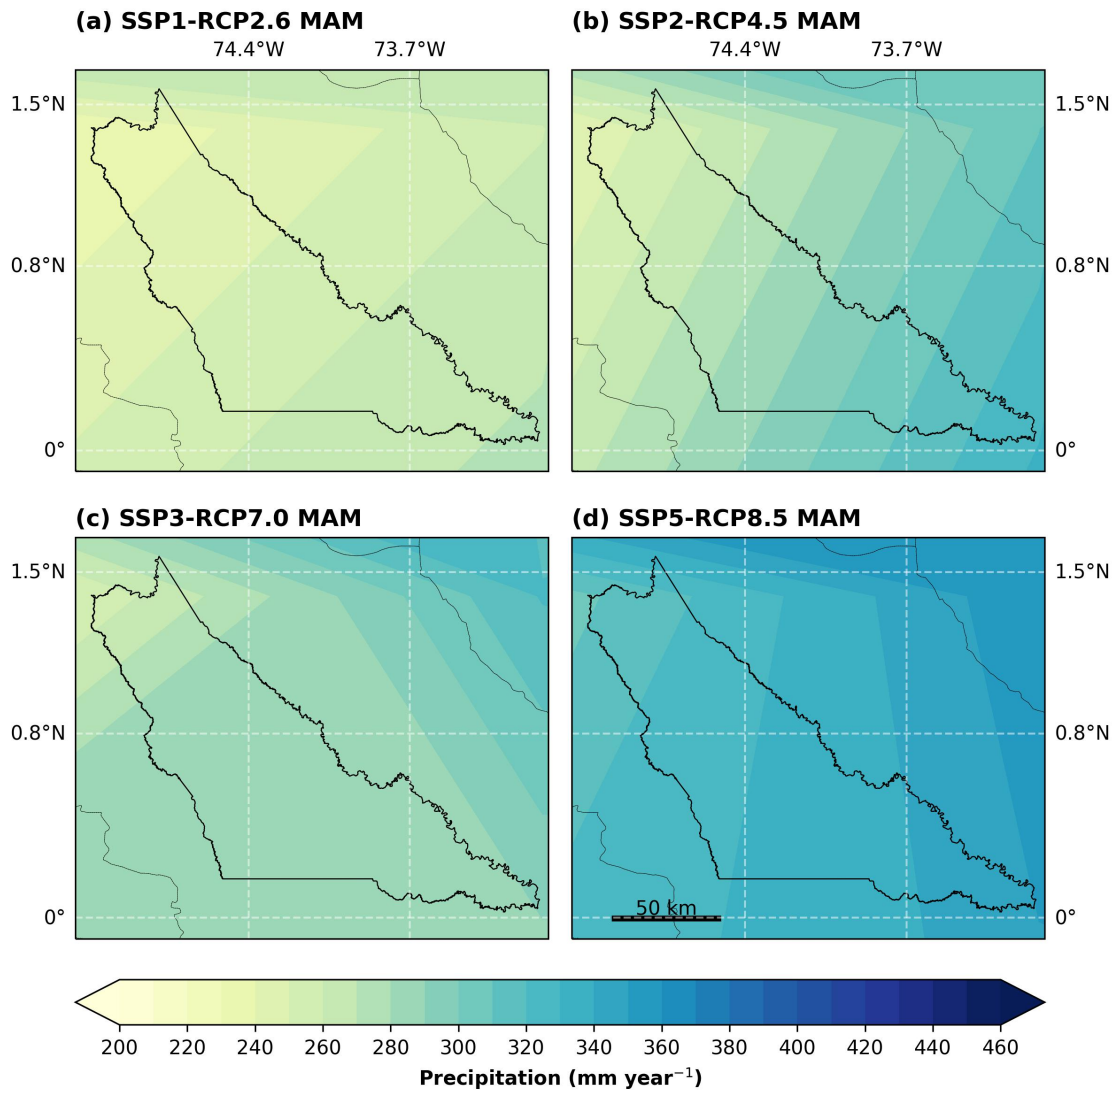 (a) SSP1-RCP2.6 MAM
(b) SSP2-RCP4.5 MAM
74.4°W 73.7°W
74.4°W 73.7°W
1.5°N
1.5°N
0.8°N
0.8°N
0°
0°
(c) SSP3-RCP7.0 MAM
(d) SSP5-RCP8.5 MAM
1.5°N
1.5°N
0.8°N
0.8°N
50 km
0°
0°
200 220 240 260 280 300 320 340 360 380 400 420 440 460
Precipitation (mm year⁻¹)